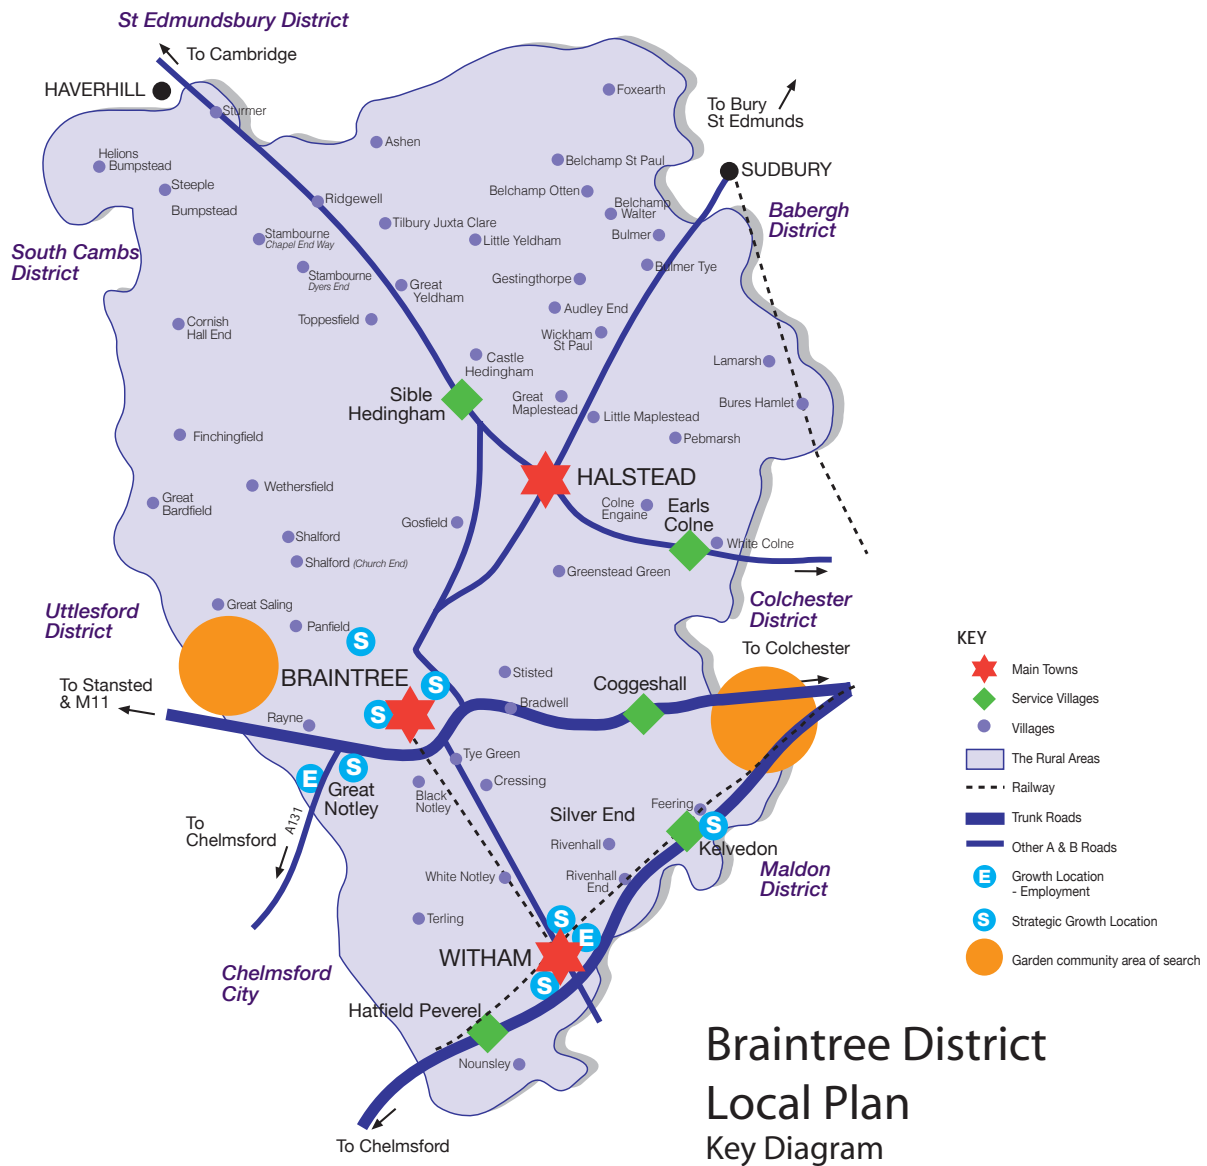 St Edmundsbury District
To Cambridge
HAVERHILL
Sturmer
Foxearth
To Bury
St Edmunds
Ashen
Helions
Bumpstead
Steeple
Bumpstead
Belchamp St Paul
SUDBURY
Belchamp Otten
Belchamp
Walter
Babergh
District
Ridgewell
Tilbury Juxta Clare
Stambourne
Chapel End Way
Little Yeldham
Bulmer
South Cambs
District
Stambourne
Dyers End
Great
Yeldham
Gestingthorpe
Bulmer Tye
Audley End
Toppesfield
Cornish
Hall End
Wickham
St Paul
Castle
Hedingham
Lamarsh
Sible
Hedingham
Great
Maplestead
Little Maplestead
Bures Hamlet
Pebmarsh
Finchingfield
HALSTEAD
Wethersfield
Great
Bardfield
Colne
Engaine
Earls
Colne
Gosfield
Shalford
White Colne
Shalford (Church End)
Greenstead Green
Colchester
District
Uttlesford
District
Great Saling
Panfield
S
To Colchester
BRAINTREE
Stisted
Coggeshall
S
To Stansted
& M11
Bradwell
S
Rayne
Tye Green
S
E
Great
Notley
Black
Notley
Cressing
Feering
Silver End
A131
To
Chelmsford
S
Kelvedon
Rivenhall
Maldon
District
White Notley
Rivenhall
End
Terling
S
E
WITHAM
S
Chelmsford
City
Hatfield Peverel
Nounsley
To Chelmsford
KEY
Main Towns
Service Villages
Villages
The Rural Areas
Railway
Trunk Roads
Other A & B Roads
E
Growth Location
- Employment
S
Strategic Growth Location
Garden community area of search
Braintree District
Local Plan
Key Diagram